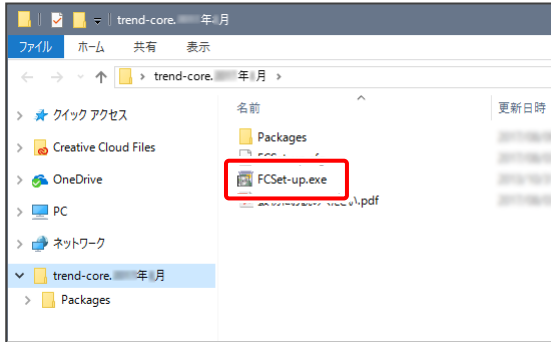 trend-core. 年 月
ファイル ホーム 共有 表示
trend-core. 年 月
名前 更新日時
クイック アクセス
Packages
Creative Cloud Files
FCSet-up.exe
OneDrive
.pdf
PC
ネットワーク
trend-core. 年 月
Packages